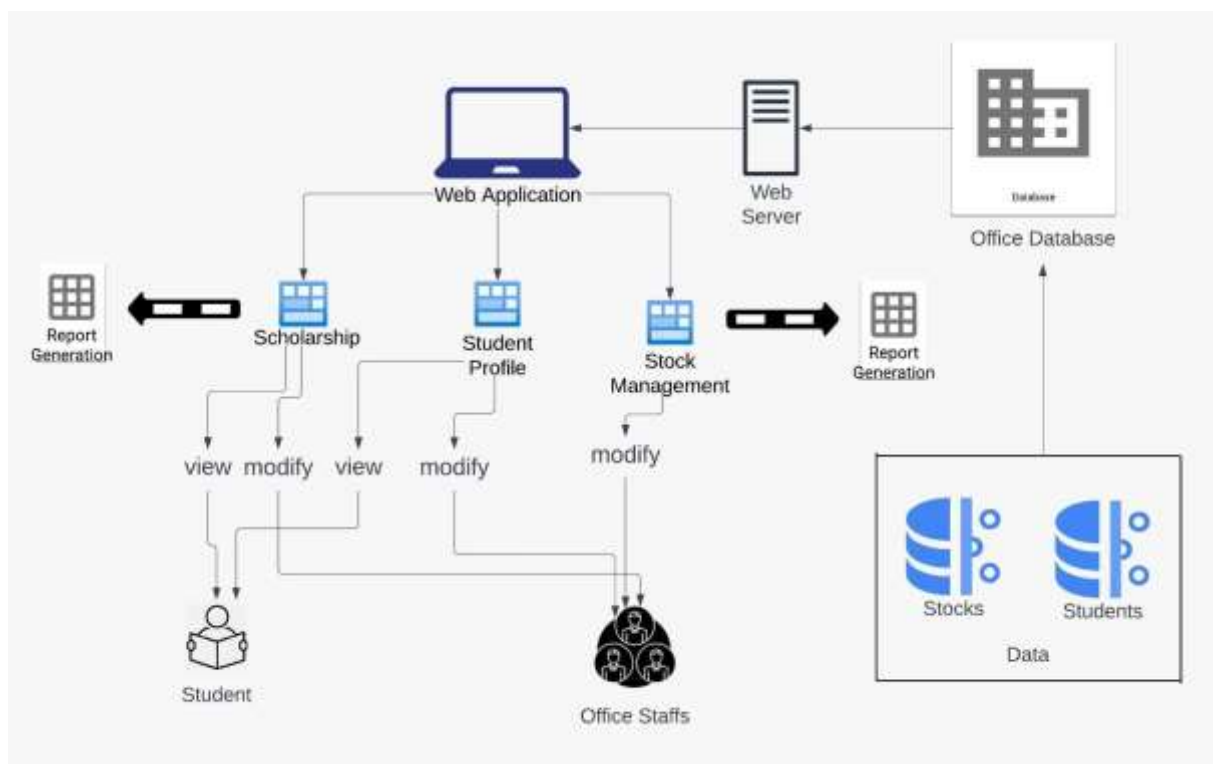 Database
Web Application
Web
Server
Office Database
Report
Generation
Scholarship
Student
Profile
Stock
Management
Report
Generation
view
modify
view
modify
modify
Stocks
Students
Data
Student
Office Staffs